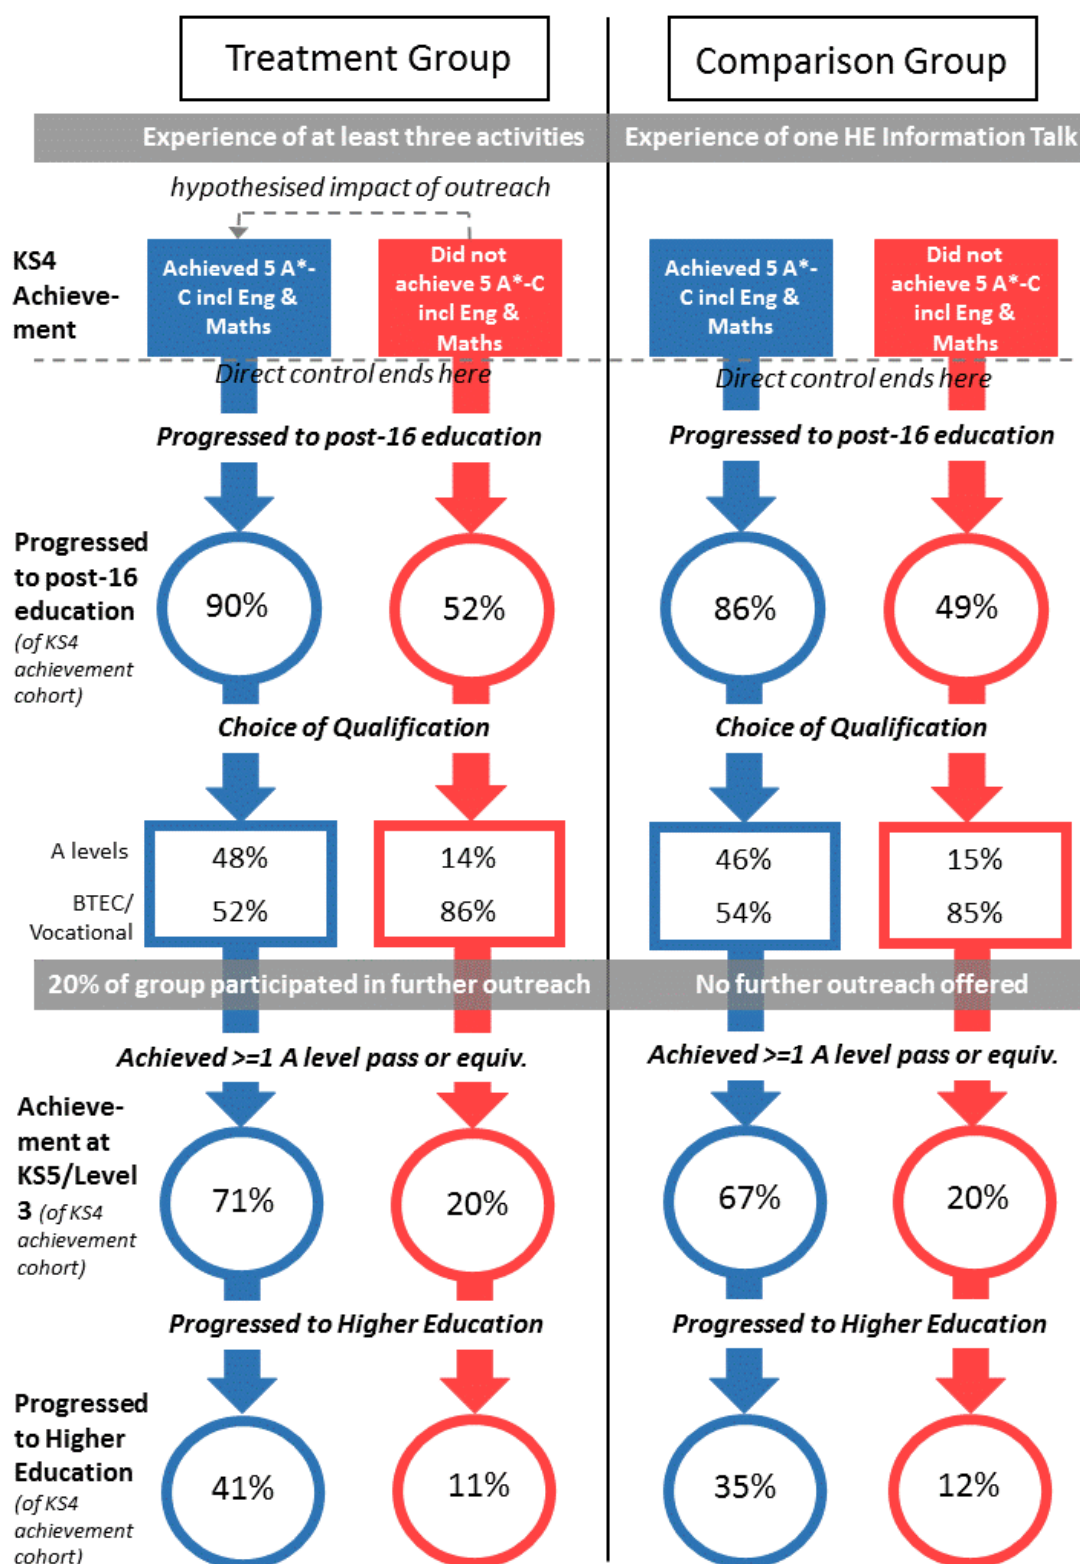 Treatment Group
Comparison Group
Experience of at least three activities
Experience of one HE Information Talk
hypothesised impact of outreach
KS4
Achieve-
ment
Achieved 5 A*-
C incl Eng &
Maths
Did not
achieve 5 A*-C
incl Eng &
Maths
Achieved 5 A*-
C incl Eng &
Maths
Did not
achieve 5 A*-C
incl Eng &
Maths
Direct control ends here
Direct control ends here
Progressed to post-16 education
Progressed to post-16 education
Progressed
to post-16
education
(of KS4
achievement
cohort)
90%
52%
86%
49%
Choice of Qualification
Choice of Qualification
A levels
48%
14%
46%
15%
BTEC/
Vocational
52%
86%
54%
85%
20% of group participated in further outreach
No further outreach offered
Achieved >=1 A level pass or equiv.
Achieved >=1 A level pass or equiv.
Achieve-
ment at
KS5/Level
3 (of KS4
achievement
cohort)
71%
20%
67%
20%
Progressed to Higher Education
Progressed to Higher Education
Progressed
to Higher
Education
(of KS4
achievement
cohort)
41%
11%
35%
12%